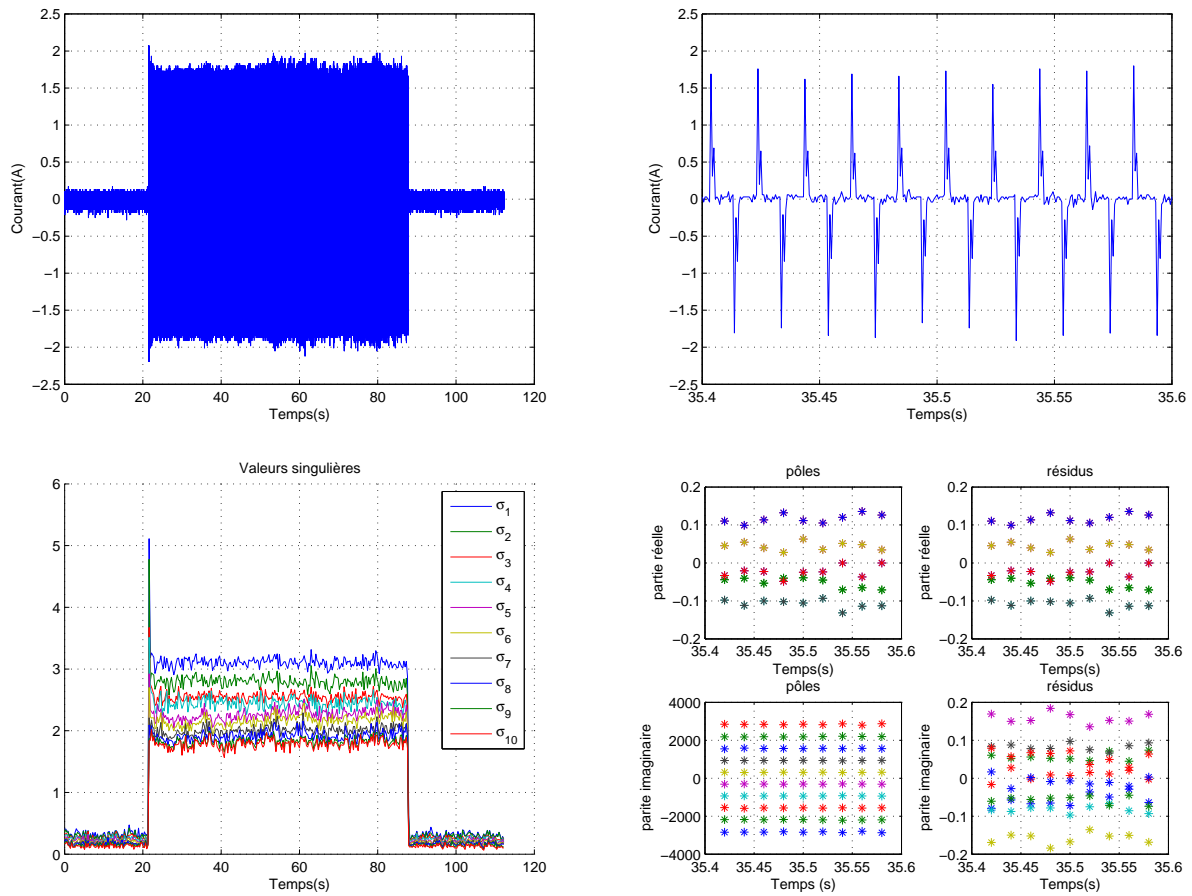 2.5
2
1.5
1
0.5
0
−0.5
−1
−1.5
−2
−2.5
Courant(A)
0 20 40 60 80 100 120
Temps(s)
2.5
2
1.5
1
0.5
0
−0.5
−1
−1.5
−2
−2.5
Courant(A)
35.4 35.45 35.5 35.55 35.6
Temps(s)
Valeurs singulières
6
5
4
3
2
1
0
0 20 40 60 80 100 120
Temps(s)
σ1
σ2
σ3
σ4
σ5
σ6
σ7
σ8
σ9
σ10
pôles
0.2
0.1
0
−0.1
−0.2
partie réelle
35.4 35.45 35.5 35.55 35.6
Temps(s)
résidus
0.2
0.1
0
−0.1
−0.2
partie réelle
35.4 35.45 35.5 35.55 35.6
Temps(s)
pôles
4000
2000
0
−2000
−4000
parite imaginaire
35.4 35.45 35.5 35.55 35.6
Temps (s)
résidus
0.2
0.1
0
−0.1
−0.2
parite imaginaire
35.4 35.45 35.5 35.55 35.6
Temps(s)